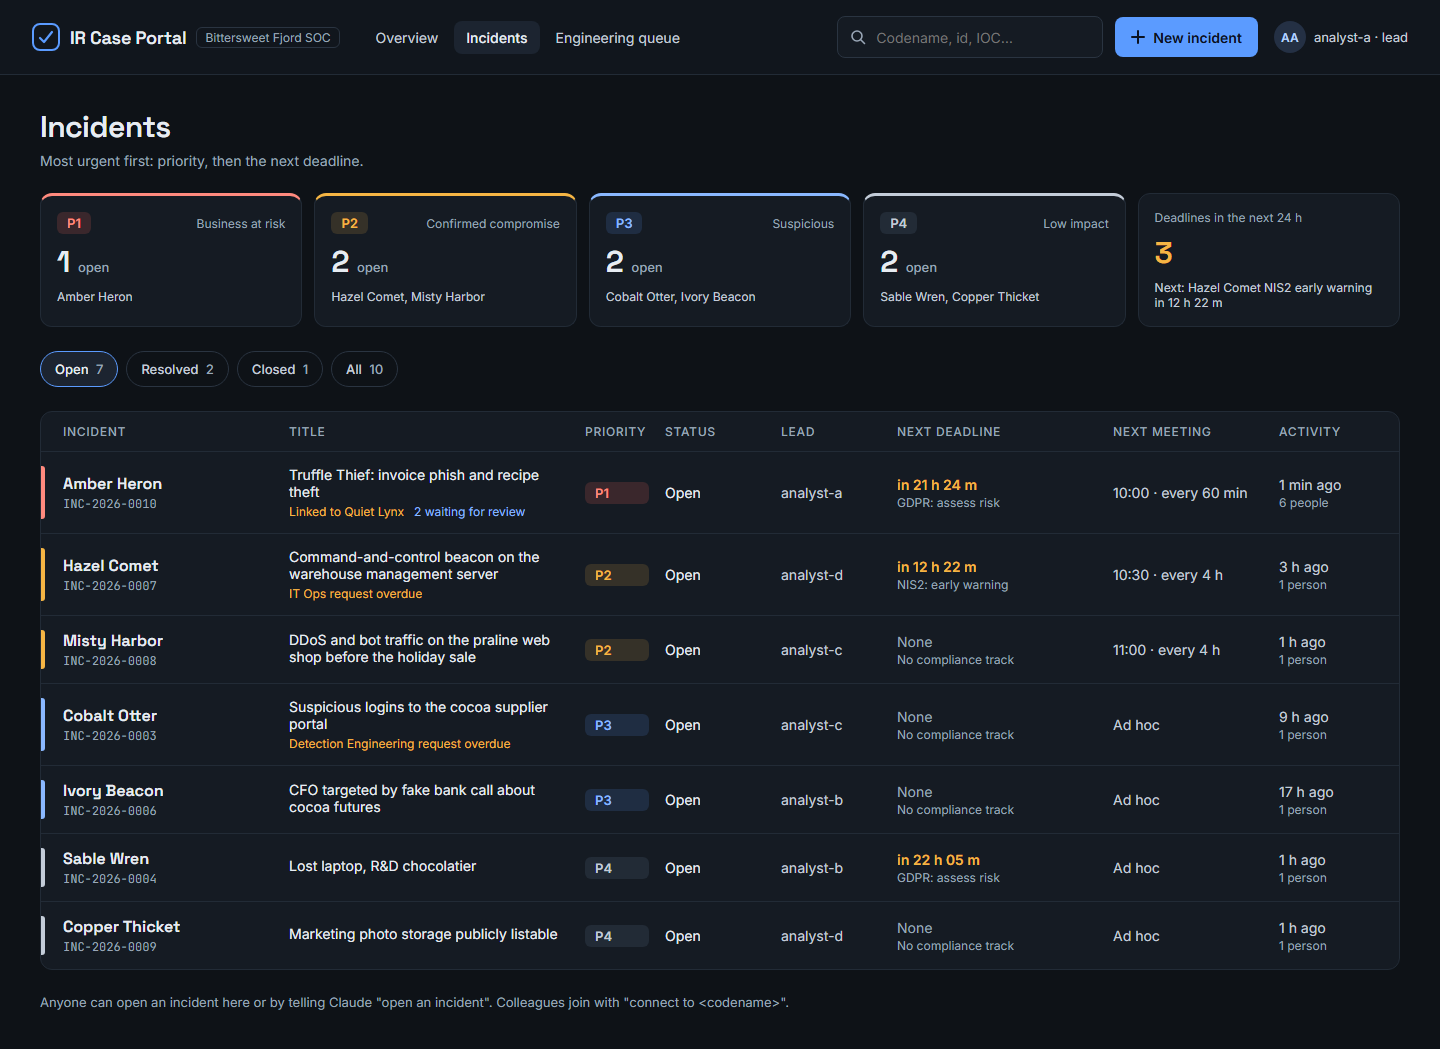 IR Case Portal
Bittersweet Fjord SOC
Overview
Incidents
Engineering queue
Codename, id, IOC...
New incident
AA
analyst-a · lead
Incidents
Most urgent first: priority, then the next deadline.
P1
Business at risk
1 open
Amber Heron
P2
Confirmed compromise
2 open
Hazel Comet, Misty Harbor
P3
Suspicious
2 open
Cobalt Otter, Ivory Beacon
P4
Low impact
2 open
Sable Wren, Copper Thicket
Deadlines in the next 24 h
3
Next: Hazel Comet NIS2 early warning
in 12 h 22 m
Open 7
Resolved 2
Closed 1
All 10
INCIDENT
TITLE
PRIORITY
STATUS
LEAD
NEXT DEADLINE
NEXT MEETING
ACTIVITY
Amber Heron
INC-2026-0010
Truffle Thief: invoice phish and recipe
theft
Linked to Quiet Lynx
2 waiting for review
P1
Open
analyst-a
in 21 h 24 m
GDPR: assess risk
10:00 · every 60 min
1 min ago
6 people
Hazel Comet
INC-2026-0007
Command-and-control beacon on the
warehouse management server
IT Ops request overdue
P2
Open
analyst-d
in 12 h 22 m
NIS2: early warning
10:30 · every 4 h
3 h ago
1 person
Misty Harbor
INC-2026-0008
DDoS and bot traffic on the praline web
shop before the holiday sale
P2
Open
analyst-c
None
No compliance track
11:00 · every 4 h
1 h ago
1 person
Cobalt Otter
INC-2026-0003
Suspicious logins to the cocoa supplier
portal
Detection Engineering request overdue
P3
Open
analyst-c
None
No compliance track
Ad hoc
9 h ago
1 person
Ivory Beacon
INC-2026-0006
CFO targeted by fake bank call about
cocoa futures
P3
Open
analyst-b
None
No compliance track
Ad hoc
17 h ago
1 person
Sable Wren
INC-2026-0004
Lost laptop, R&D chocolatier
P4
Open
analyst-b
in 22 h 05 m
GDPR: assess risk
Ad hoc
1 h ago
1 person
Copper Thicket
INC-2026-0009
Marketing photo storage publicly listable
P4
Open
analyst-d
None
No compliance track
Ad hoc
1 h ago
1 person
Anyone can open an incident here or by telling Claude "open an incident". Colleagues join with "connect to <codename>".